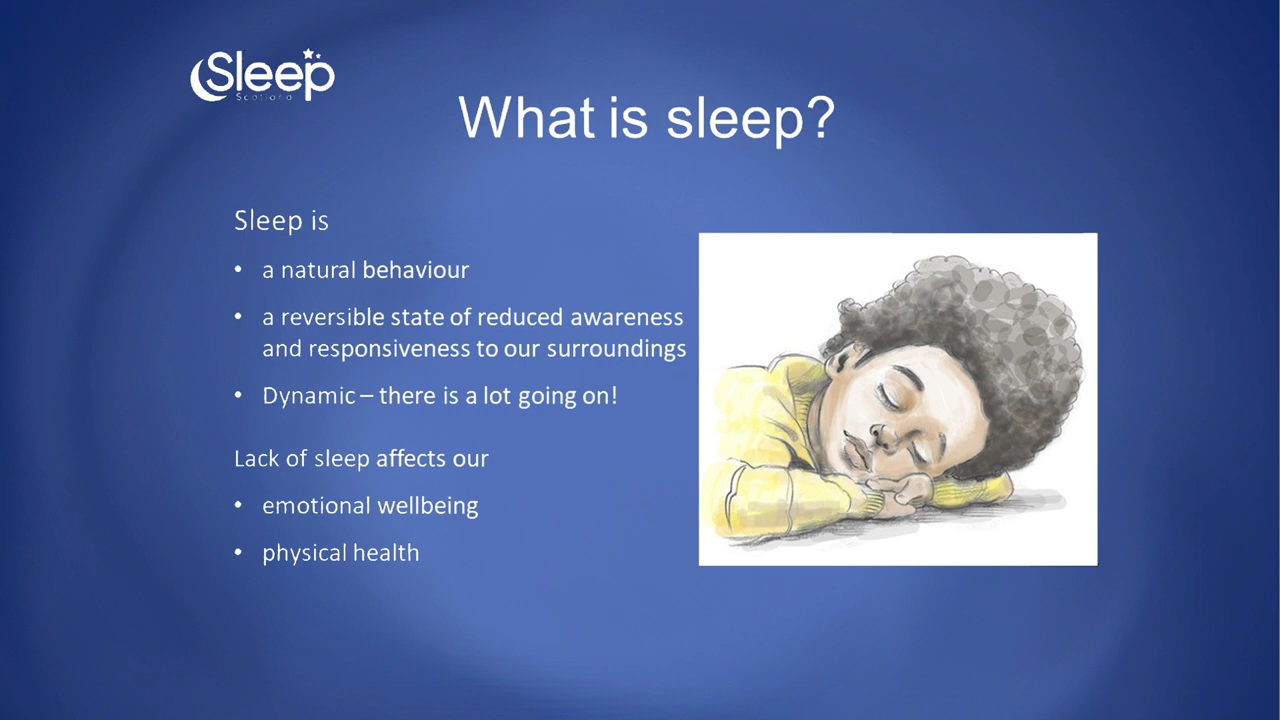 Sleep
Scotland
What is sleep?
Sleep is
• a natural behaviour
• a reversible state of reduced awareness
and responsiveness to our surroundings
• Dynamic – there is a lot going on!
Lack of sleep affects our
• emotional wellbeing
• physical health